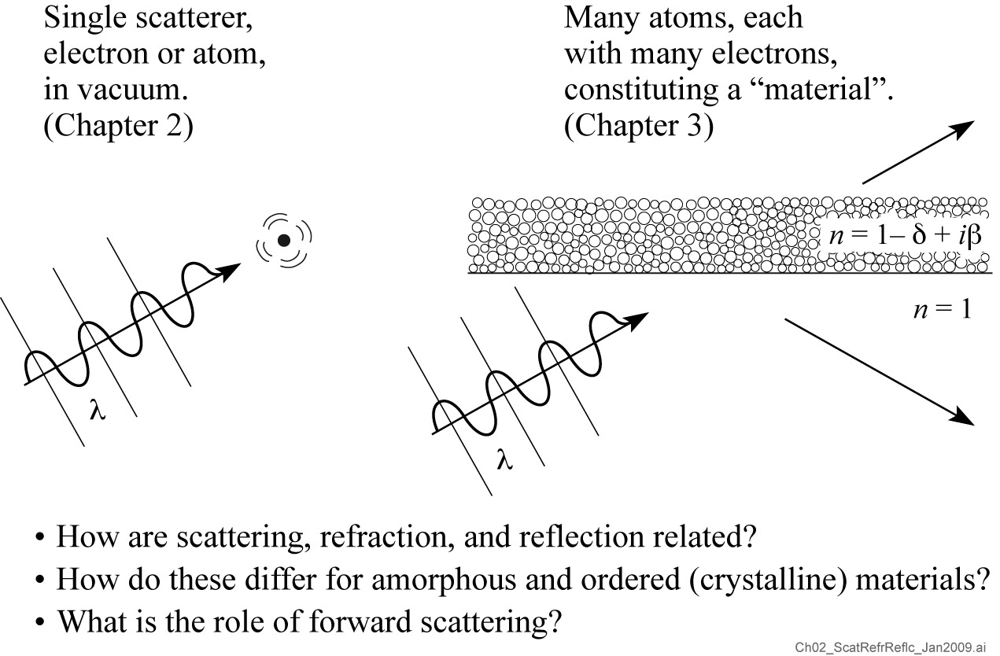 Single scatterer,
electron or atom,
in vacuum.
(Chapter 2)
Many atoms, each
with many electrons,
constituting a “material”.
(Chapter 3)
n = 1– δ + iβ
n = 1
λ
λ
• How are scattering, refraction, and reflection related?
• How do these differ for amorphous and ordered (crystalline) materials?
• What is the role of forward scattering?
Ch02_ScatRefrReflc_Jan2009.ai